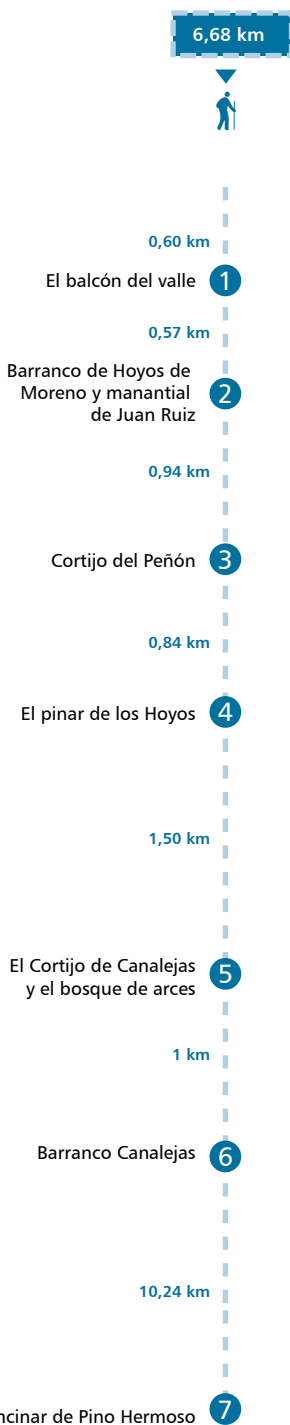 6,68 km
0,60 km
El balcón del valle
1
0,57 km
Barranco de Hoyos de
Moreno y manantial
de Juan Ruiz
2
0,94 km
Cortijo del Peñón
3
0,84 km
El pinar de los Hoyos
4
1,50 km
El Cortijo de Canalejas
y el bosque de arces
5
1 km
Barranco Canalejas
6
10,24 km
de Pino Hermoso
7